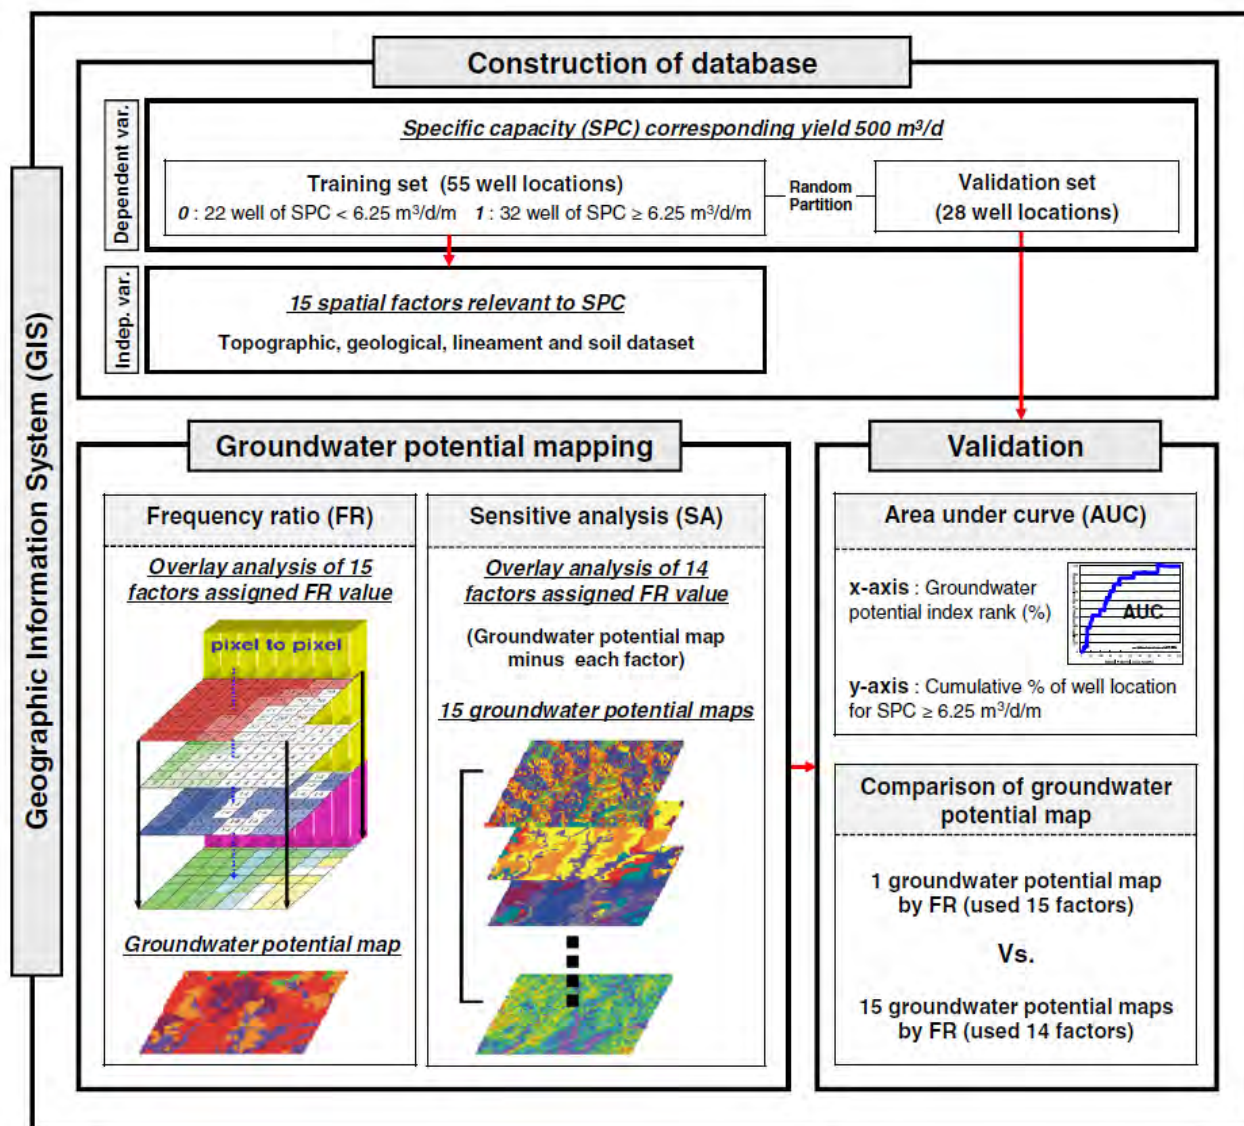 Geographic Information System (GIS)
Construction of database
Dependent var.
Specific capacity (SPC) corresponding yield 500 m³/d
Training set (55 well locations)
0 : 22 well of SPC < 6.25 m³/d/m 1 : 32 well of SPC ≥ 6.25 m³/d/m
Random
Partition
Validation set
(28 well locations)
Indep. var.
15 spatial factors relevant to SPC
Topographic, geological, lineament and soil dataset
Groundwater potential mapping
Frequency ratio (FR)
Overlay analysis of 15
factors assigned FR value
pixel to pixel
Groundwater potential map
Sensitive analysis (SA)
Overlay analysis of 14
factors assigned FR value
(Groundwater potential map
minus each factor)
15 groundwater potential maps
Validation
Area under curve (AUC)
x-axis : Groundwater
potential index rank (%)
AUC
y-axis : Cumulative % of well location
for SPC ≥ 6.25 m³/d/m
Comparison of groundwater
potential map
1 groundwater potential map
by FR (used 15 factors)
Vs.
15 groundwater potential maps
by FR (used 14 factors)